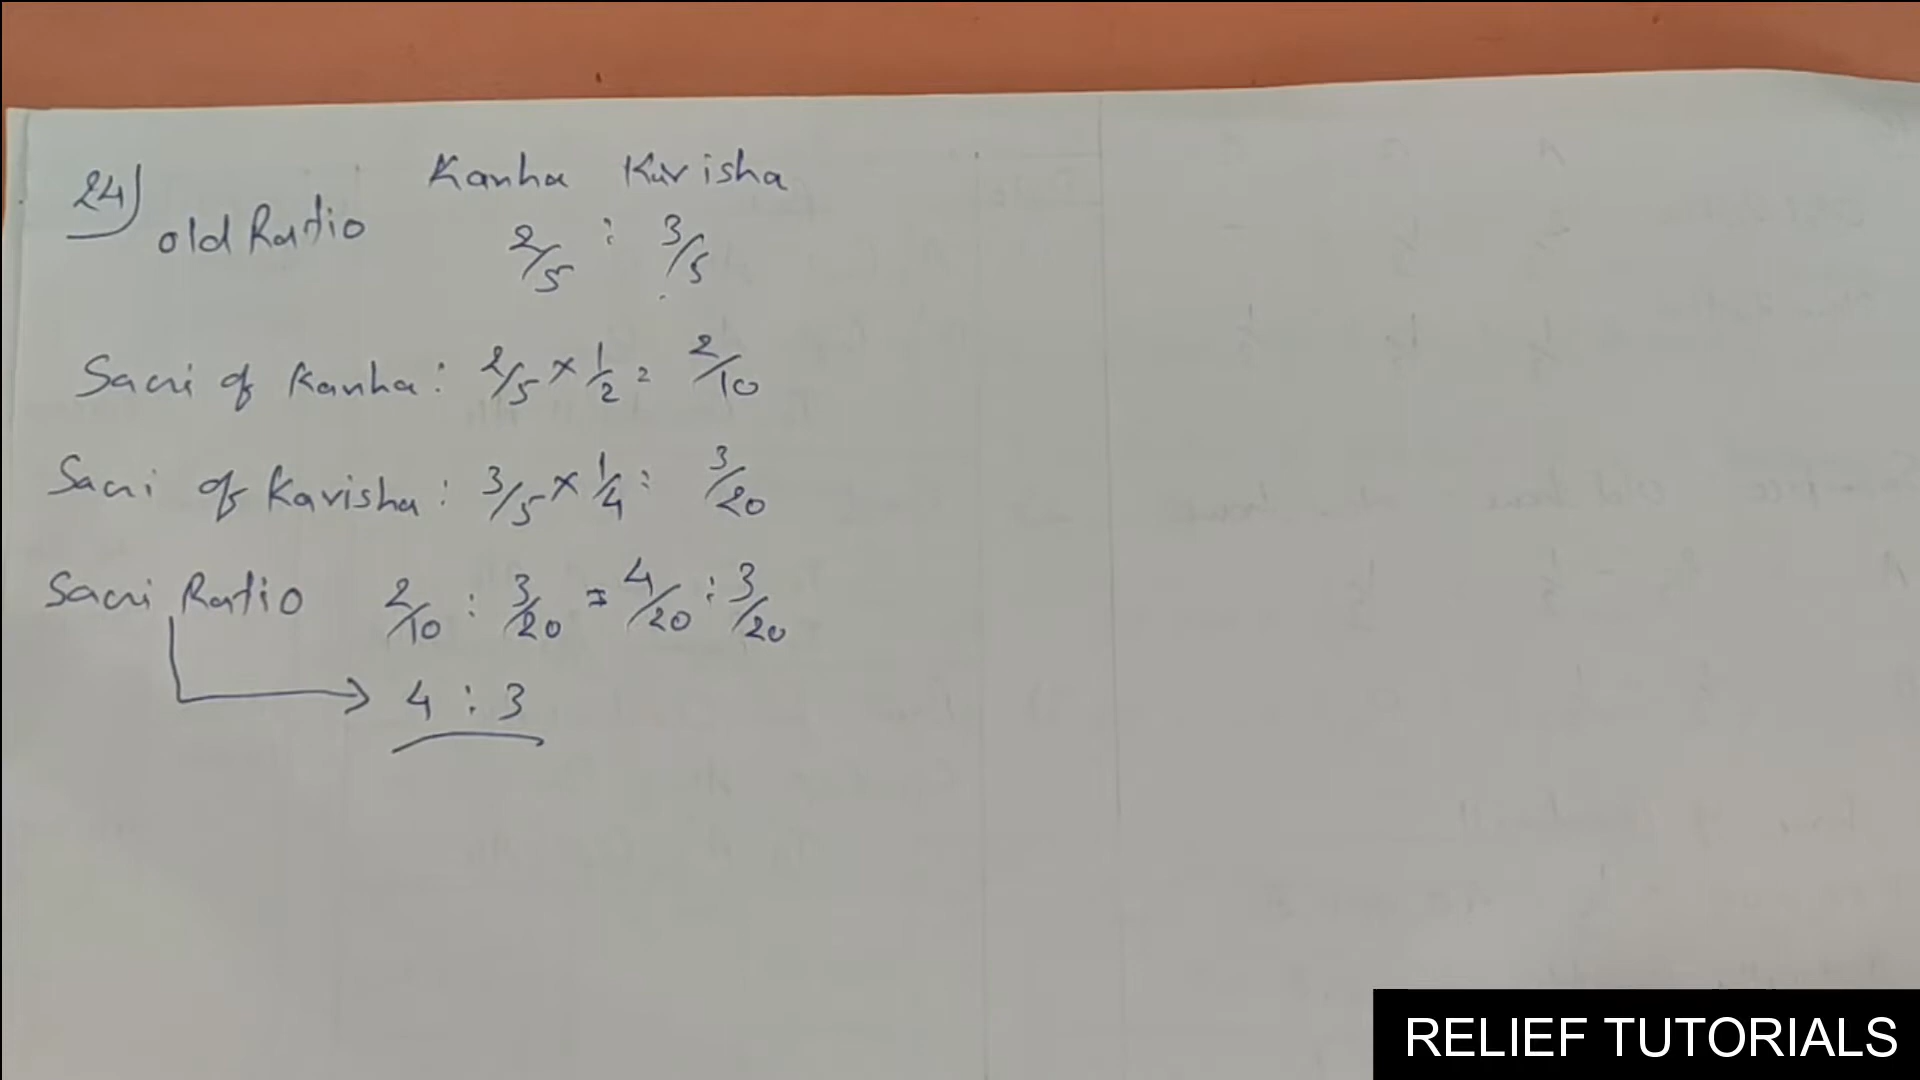 24)
Kanha Kavisha
old Ratio 2/5 : 3/5
Sacri of Kanha: 2/5 × 1/2 = 2/10
Sacri of Kavisha: 3/5 × 1/4 = 3/20
Sacri Ratio 2/10 : 3/20 = 4/20 : 3/20
4 : 3
RELIEF TUTORIALS